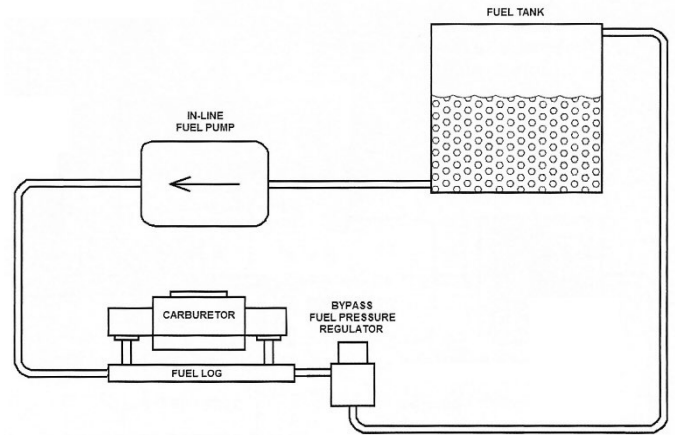 FUEL TANK
IN-LINE
FUEL PUMP
CARBURETOR
BYPASS
FUEL PRESSURE
REGULATOR
FUEL LOG